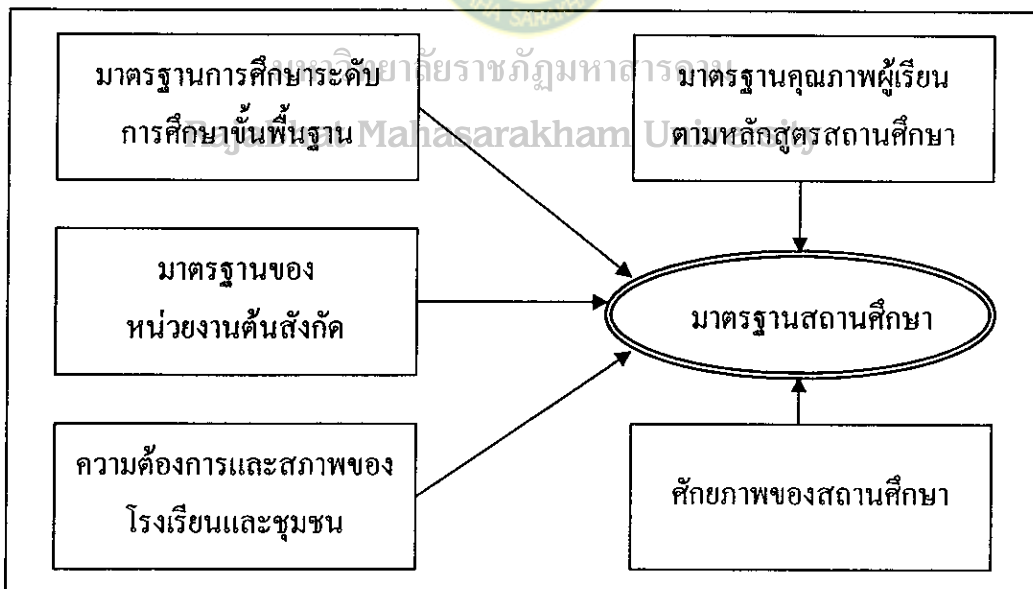 มหาวิทยาลัยราชภัฏมหาสารคาม
Rajabhat Mahasarakham University
มาตรฐานการศึกษาระดับ
การศึกษาขั้นพื้นฐาน
มาตรฐานคุณภาพผู้เรียน
ตามหลักสูตรสถานศึกษา
มาตรฐานของ
หน่วยงานต้นสังกัด
มาตรฐานสถานศึกษา
ความต้องการและสภาพของ
โรงเรียนและชุมชน
ศักยภาพของสถานศึกษา